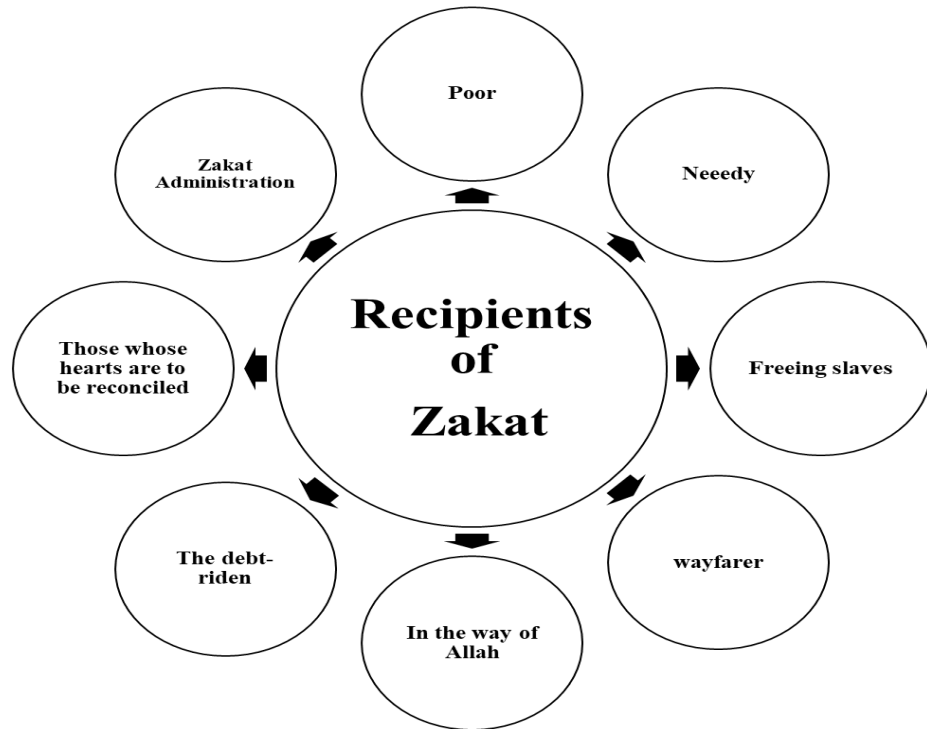 Poor
Neeedy
Freeing slaves
wayfarer
In the way of
Allah
The debt-
riden
Those whose
hearts are to
be reconciled
Zakat
Administration
Recipients
of
Zakat